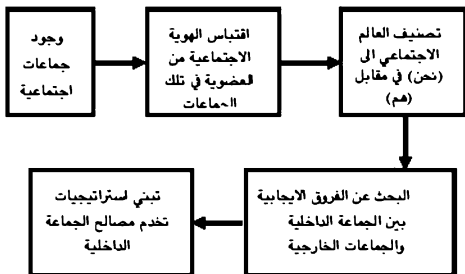 وجود
جماعات
اجتماعية
اقتباس الهوية
الاجتماعية من
العضوية في تلك
الجماعات
تصنيف العالم
الاجتماعي الى
(نحن) في مقابل
(هم)
البحث عن الفروق الايجابية
بين الجماعة الداخلية
والجماعات الخارجية
تبني استراتيجيات
تخدم مصالح الجماعة
الداخلية